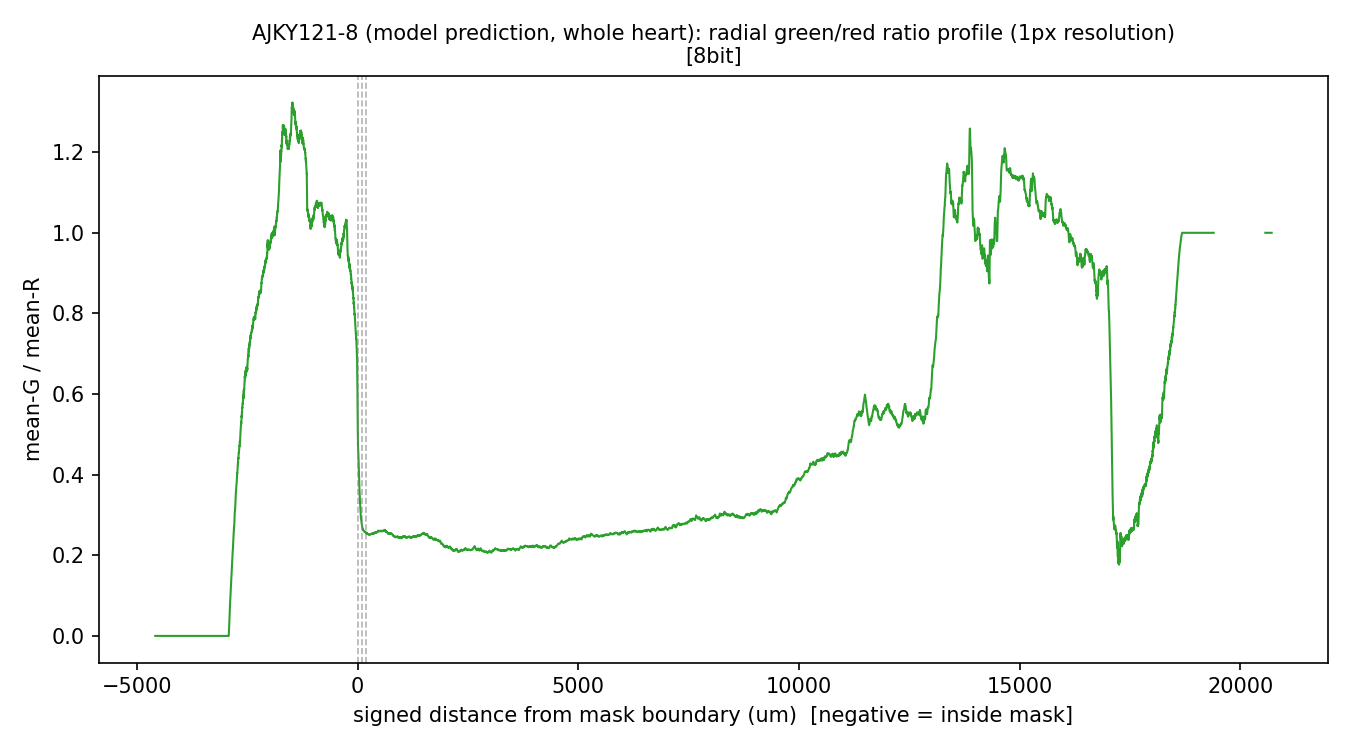 AJKY121-8 (model prediction, whole heart): radial green/red ratio profile (1px resolution)
[8bit]
mean-G / mean-R
1.2
1.0
0.8
0.6
0.4
0.2
0.0
−5000 0 5000 10000 15000 20000
signed distance from mask boundary (um)  [negative = inside mask]